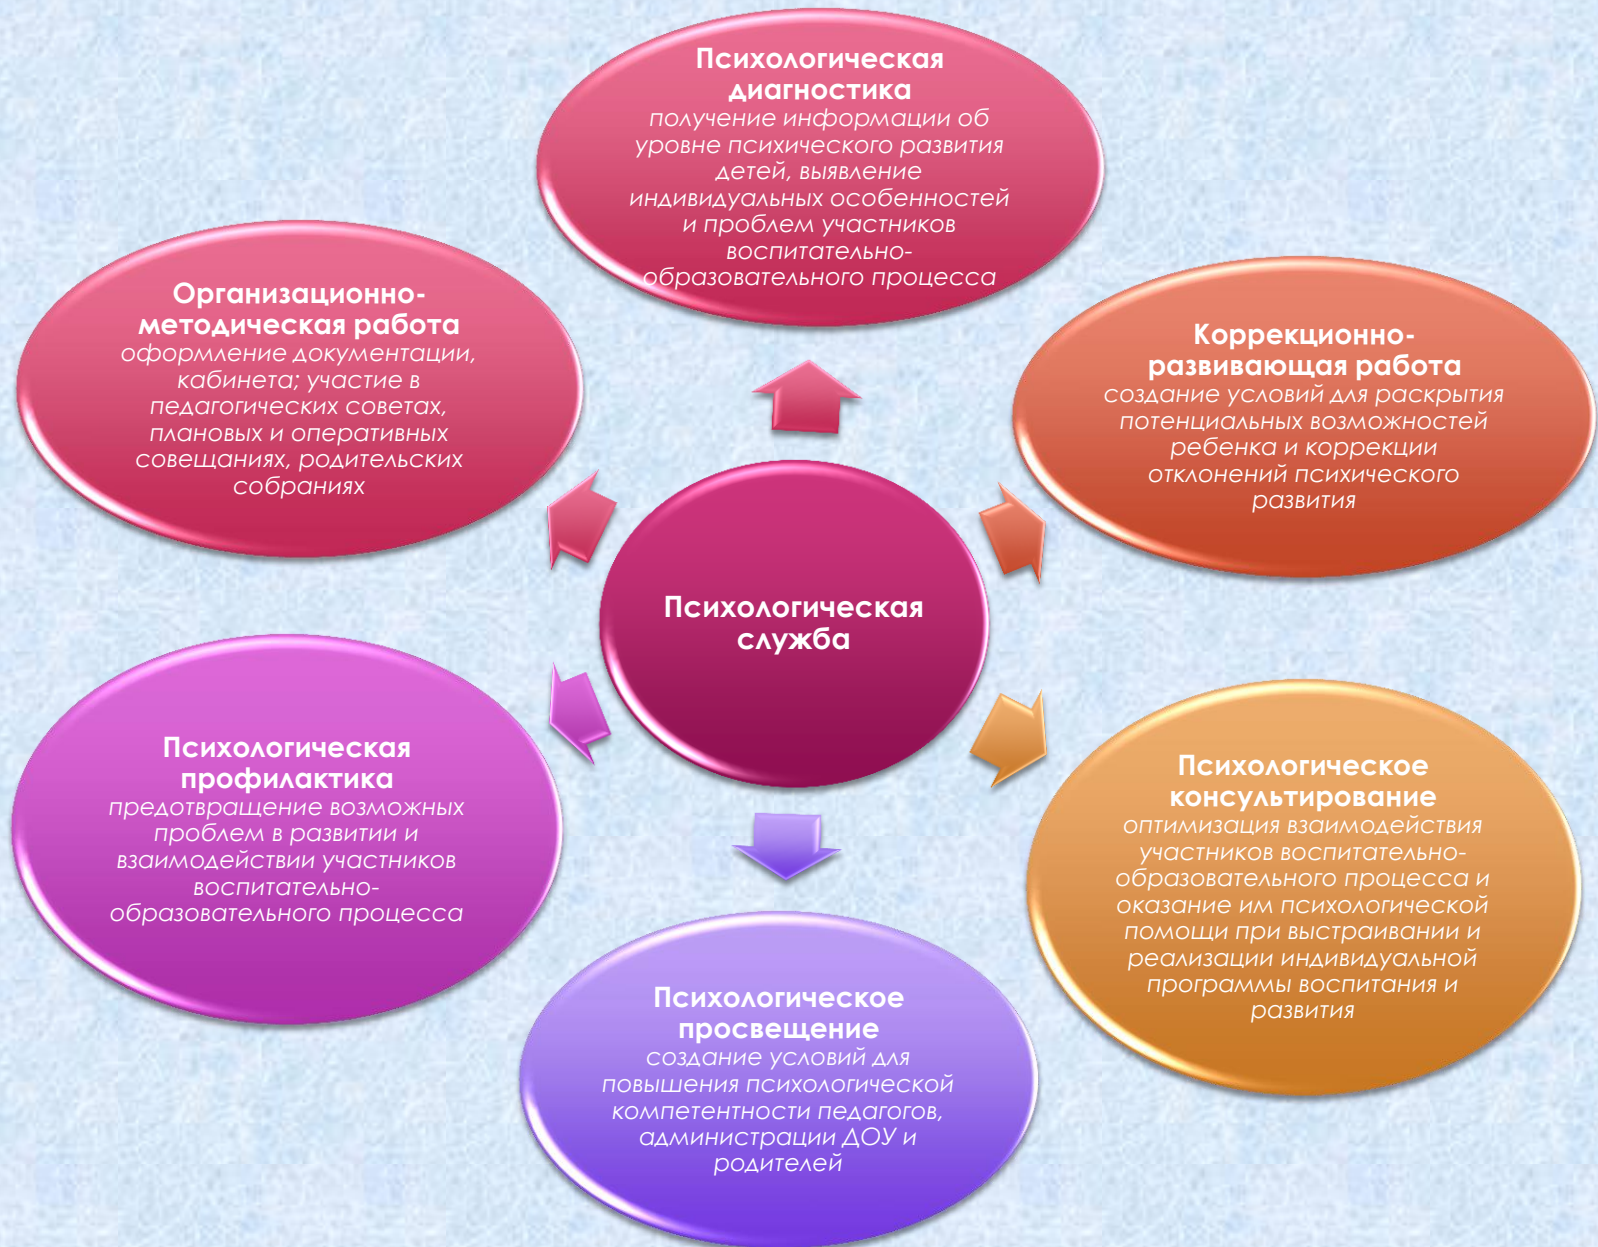 Психологическая
диагностика
получение информации об
уровне психического развития
детей, выявление
индивидуальных особенностей
и проблем участников
воспитательно-
образовательного процесса
Организационно-
методическая работа
оформление документации,
кабинета; участие в
педагогических советах,
плановых и оперативных
совещаниях, родительских
собраниях
Коррекционно-
развивающая работа
создание условий для раскрытия
потенциальных возможностей
ребенка и коррекции
отклонений психического
развития
Психологическая
служба
Психологическая
профилактика
предотвращение возможных
проблем в развитии и
взаимодействии участников
воспитательно-
образовательного процесса
Психологическое
консультирование
оптимизация взаимодействия
участников воспитательно-
образовательного процесса и
оказание им психологической
помощи при выстраивании и
реализации индивидуальной
программы воспитания и
развития
Психологическое
просвещение
создание условий для
повышения психологической
компетентности педагогов,
администрации ДОУ и
родителей